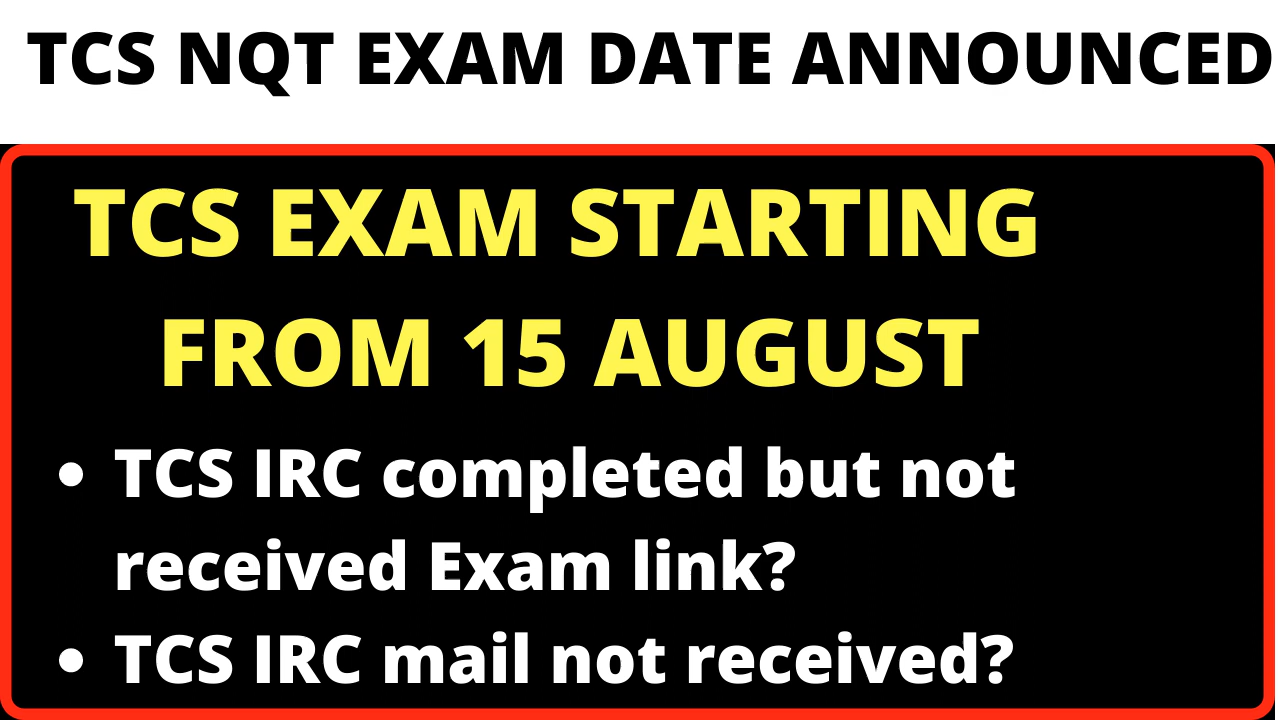 TCS NQT EXAM DATE ANNOUNCED
TCS EXAM STARTING
FROM 15 AUGUST
• TCS IRC completed but not
received Exam link?
• TCS IRC mail not received?